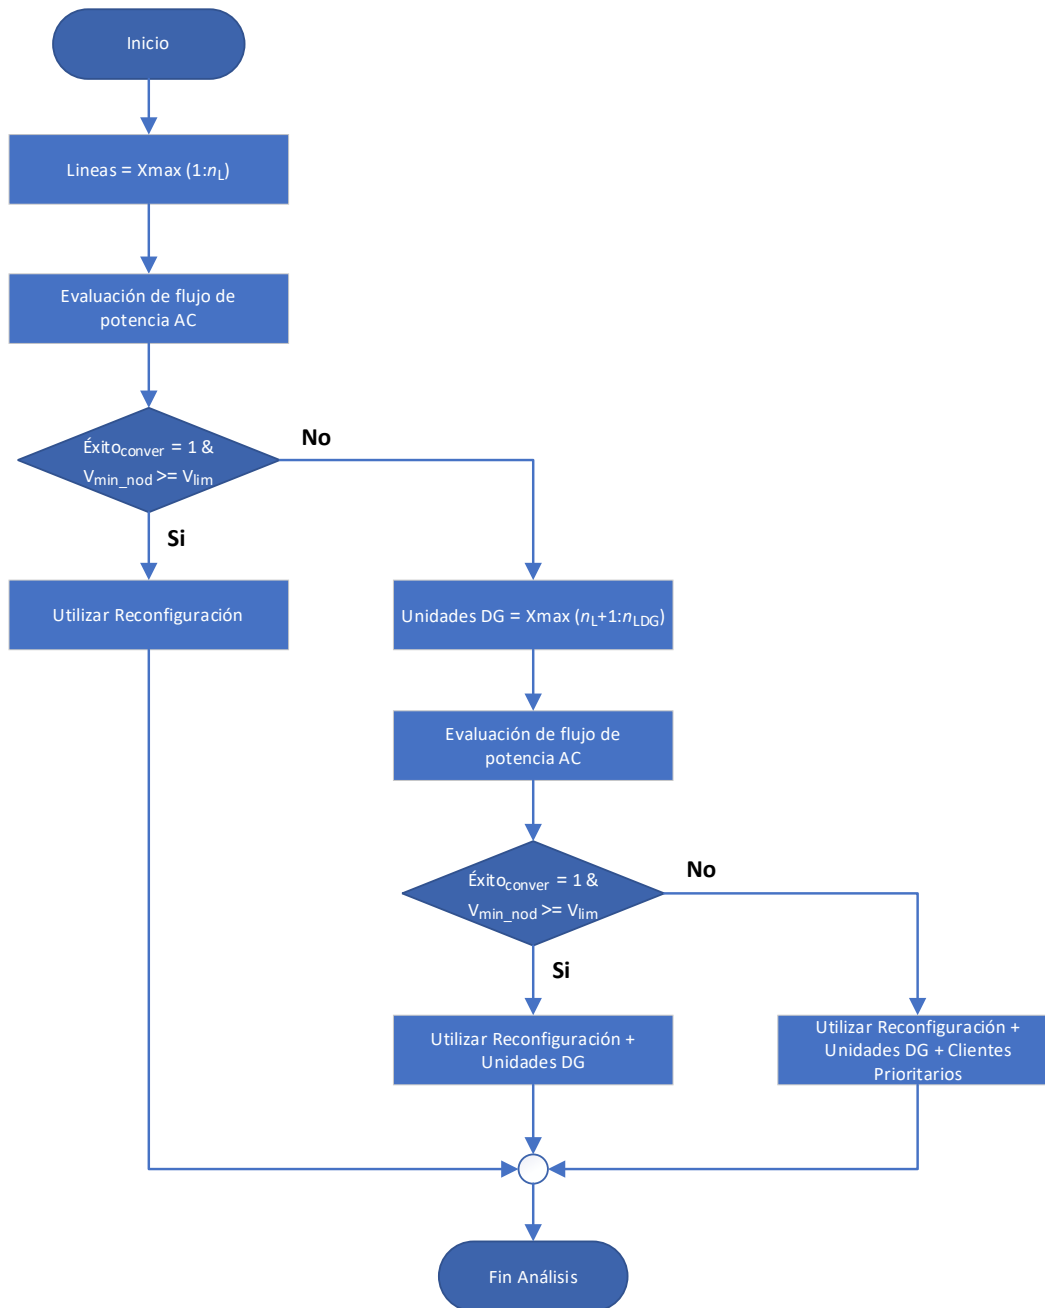 Inicio
Lineas = Xmax (1:nL)
Evaluación de flujo de
potencia AC
Éxitoconver = 1 &
Vmin_nod >= Vlim
No
Si
Utilizar Reconfiguración
Unidades DG = Xmax (nL+1:nLDG)
Evaluación de flujo de
potencia AC
Éxitoconver = 1 &
Vmin_nod >= Vlim
No
Si
Utilizar Reconfiguración +
Unidades DG
Utilizar Reconfiguración +
Unidades DG + Clientes
Prioritarios
Fin Análisis